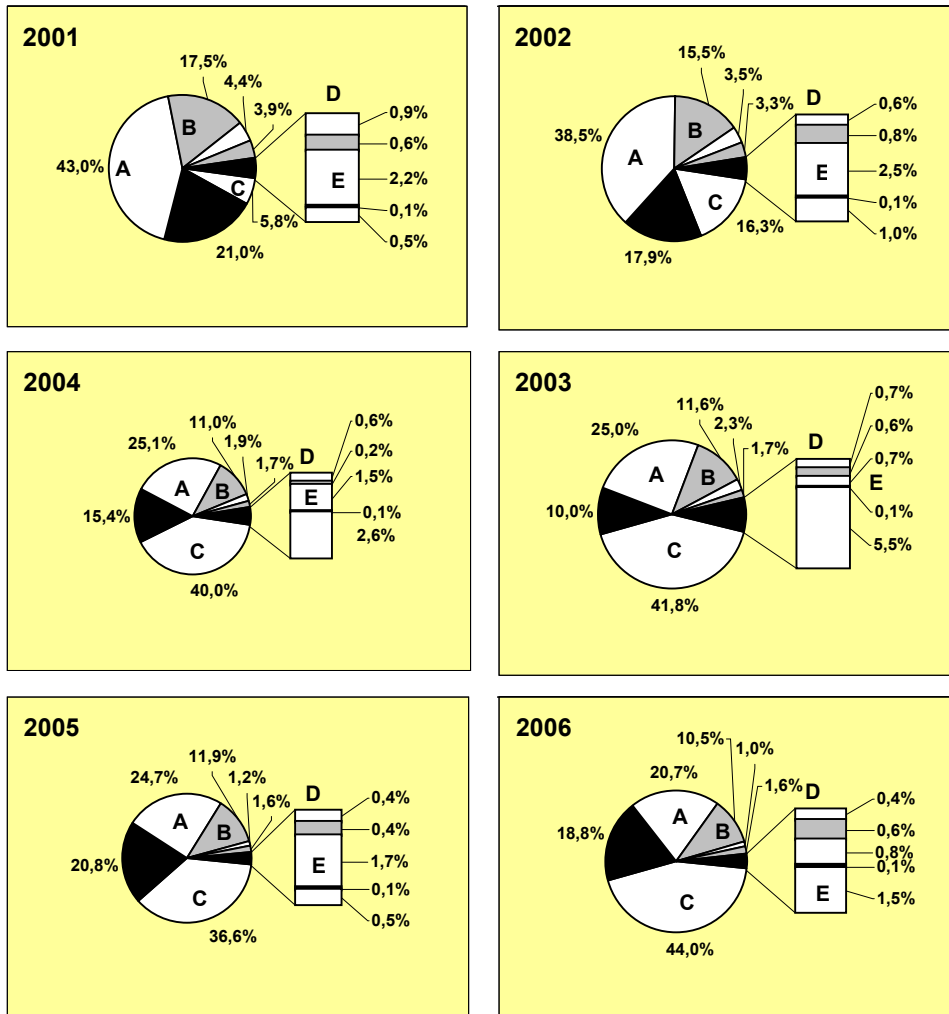 2001
17,5%
4,4%
3,9%
D
0,9%
0,6%
B
A
43,0%
E
2,2%
C
0,1%
5,8%
0,5%
21,0%
2002
15,5%
3,5%
3,3%
D
0,6%
0,8%
38,5%
B
A
E
2,5%
C
0,1%
1,0%
16,3%
17,9%
2004
11,0%
25,1%
1,9%
1,7%
D
0,6%
0,2%
1,5%
A
B
E
15,4%
0,1%
2,6%
C
40,0%
2003
11,6%
25,0%
2,3%
1,7%
D
0,7%
0,6%
0,7%
A
B
E
10,0%
0,1%
C
5,5%
41,8%
2005
11,9%
24,7%
1,2%
1,6%
D
0,4%
0,4%
A
B
20,8%
E
1,7%
C
0,1%
0,5%
36,6%
2006
10,5%
1,0%
20,7%
1,6%
D
0,4%
0,6%
A
B
18,8%
0,8%
0,1%
C
E
1,5%
44,0%